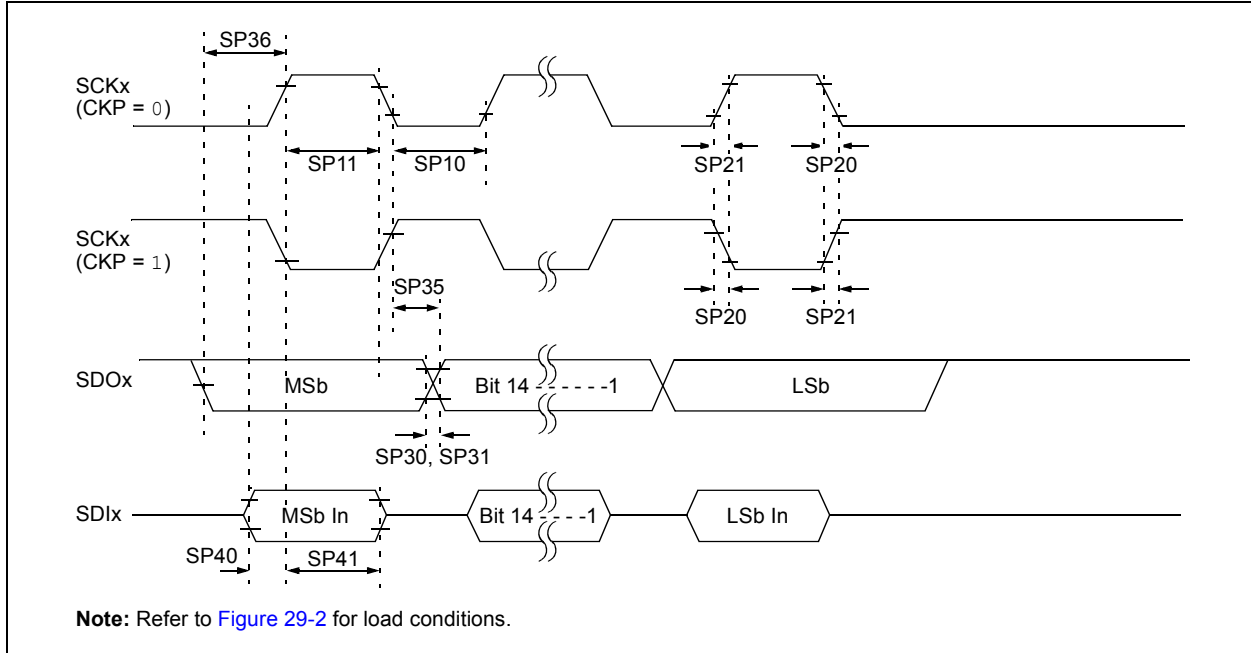 SP36
SCKx
(CKP = 0)
SP11
SP10
SP21
SP20
SCKx
(CKP = 1)
SP35
SP20
SP21
SDOx
MSb
Bit 14 - - - - - -1
LSb
SP30, SP31
SDIx
MSb In
Bit 14 - - - -1
LSb In
SP40
SP41
Note: Refer to Figure 29-2 for load conditions.